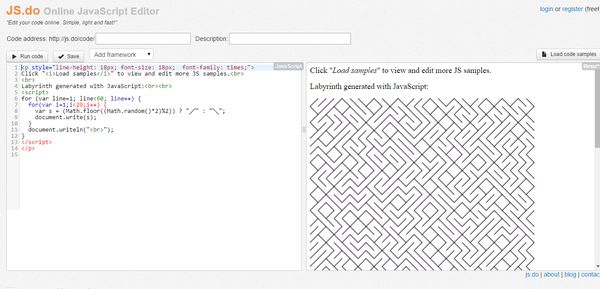 JS.do Online JavaScript Editor
login or register (free!
"Edit your code online. Simple, light and fast!"
Code address: http://js.do/code/ Description:
Run code Save Add framework Load code samples
JavaScript
1 <p style="line-height: 18px; font-size: 18px; font-family: times;">
2 Click "<i>Load samples</i>" to view and edit more JS samples.<br>
3 <br>
4 Labyrinth generated with JavaScript:<br><br>
5 <script>
6 for (var line=1; line<60; line++) {
7 for(var i=1;i<29;i++) {
8 var s = (Math.floor((Math.random()*2)%2)) ? "╱" : "╲";
9 document.write(s);
10 }
11 document.writeln("<br>");
12 }
13 </script>
14 </p>
15
Click "Load samples" to view and edit more JS samples.
Labyrinth generated with JavaScript:
js.do | about | blog | contac